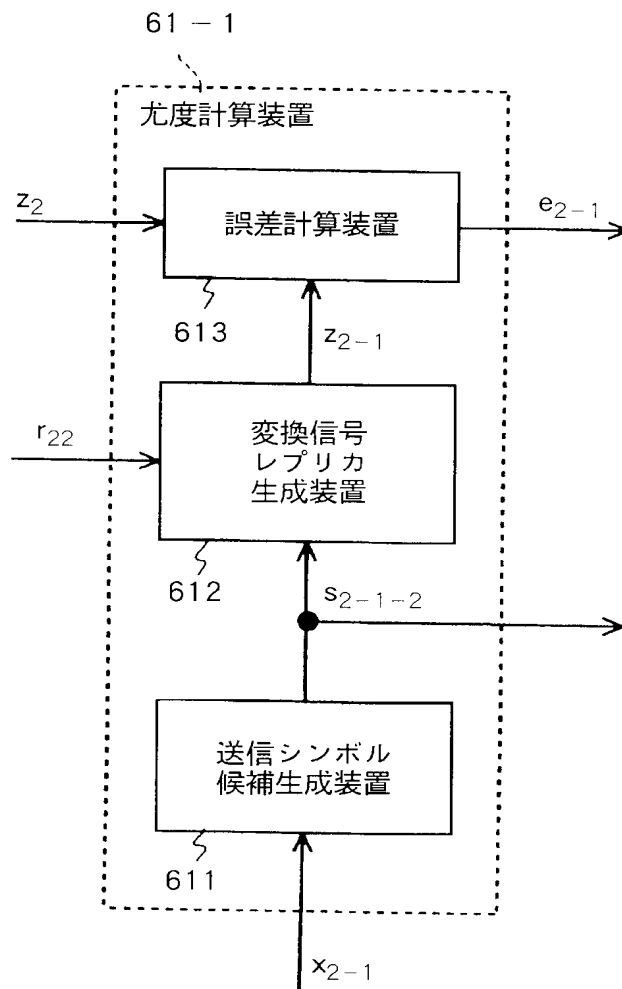 61-1
尤度計算装置
z₂
誤差計算装置
e₂₋₁
613
z₂₋₁
r₂₂
変換信号
レプリカ
生成装置
612
s₂₋₁₋₂
送信シンボル
候補生成装置
611
x₂₋₁